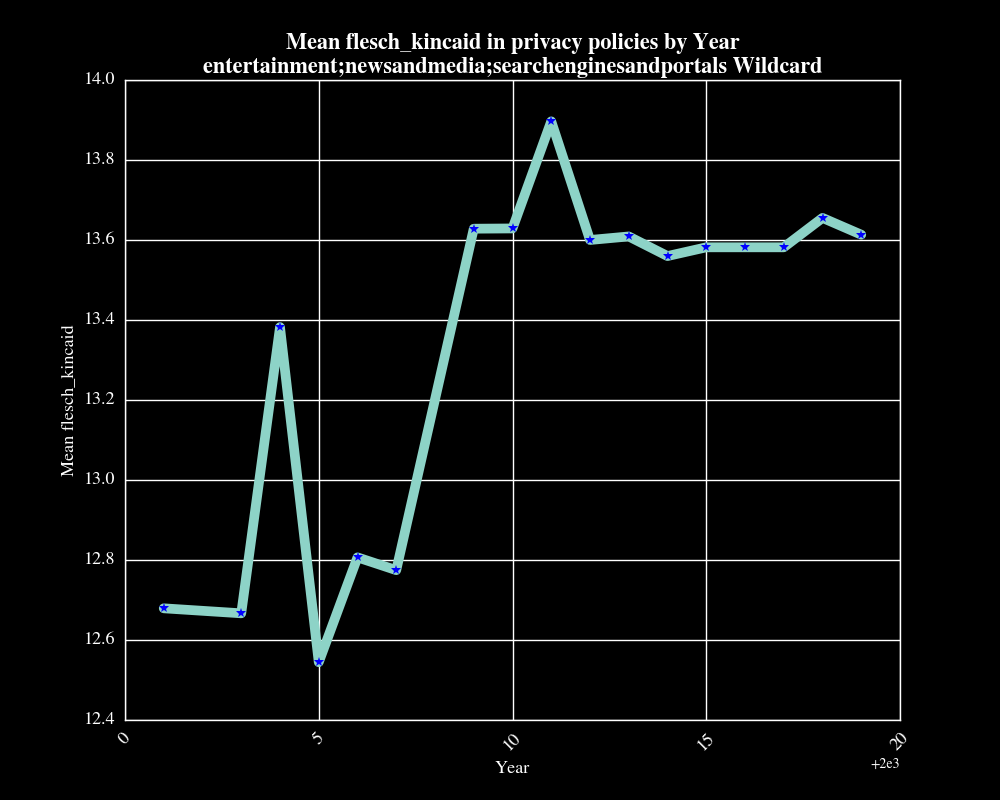 Mean flesch_kincaid in privacy policies by Year
entertainment;newsandmedia;searchenginesandportals Wildcard
14.0
13.8
13.6
13.4
13.2
13.0
12.8
12.6
12.4
Mean flesch_kincaid
0
5
10
15
20
Year
+2e3